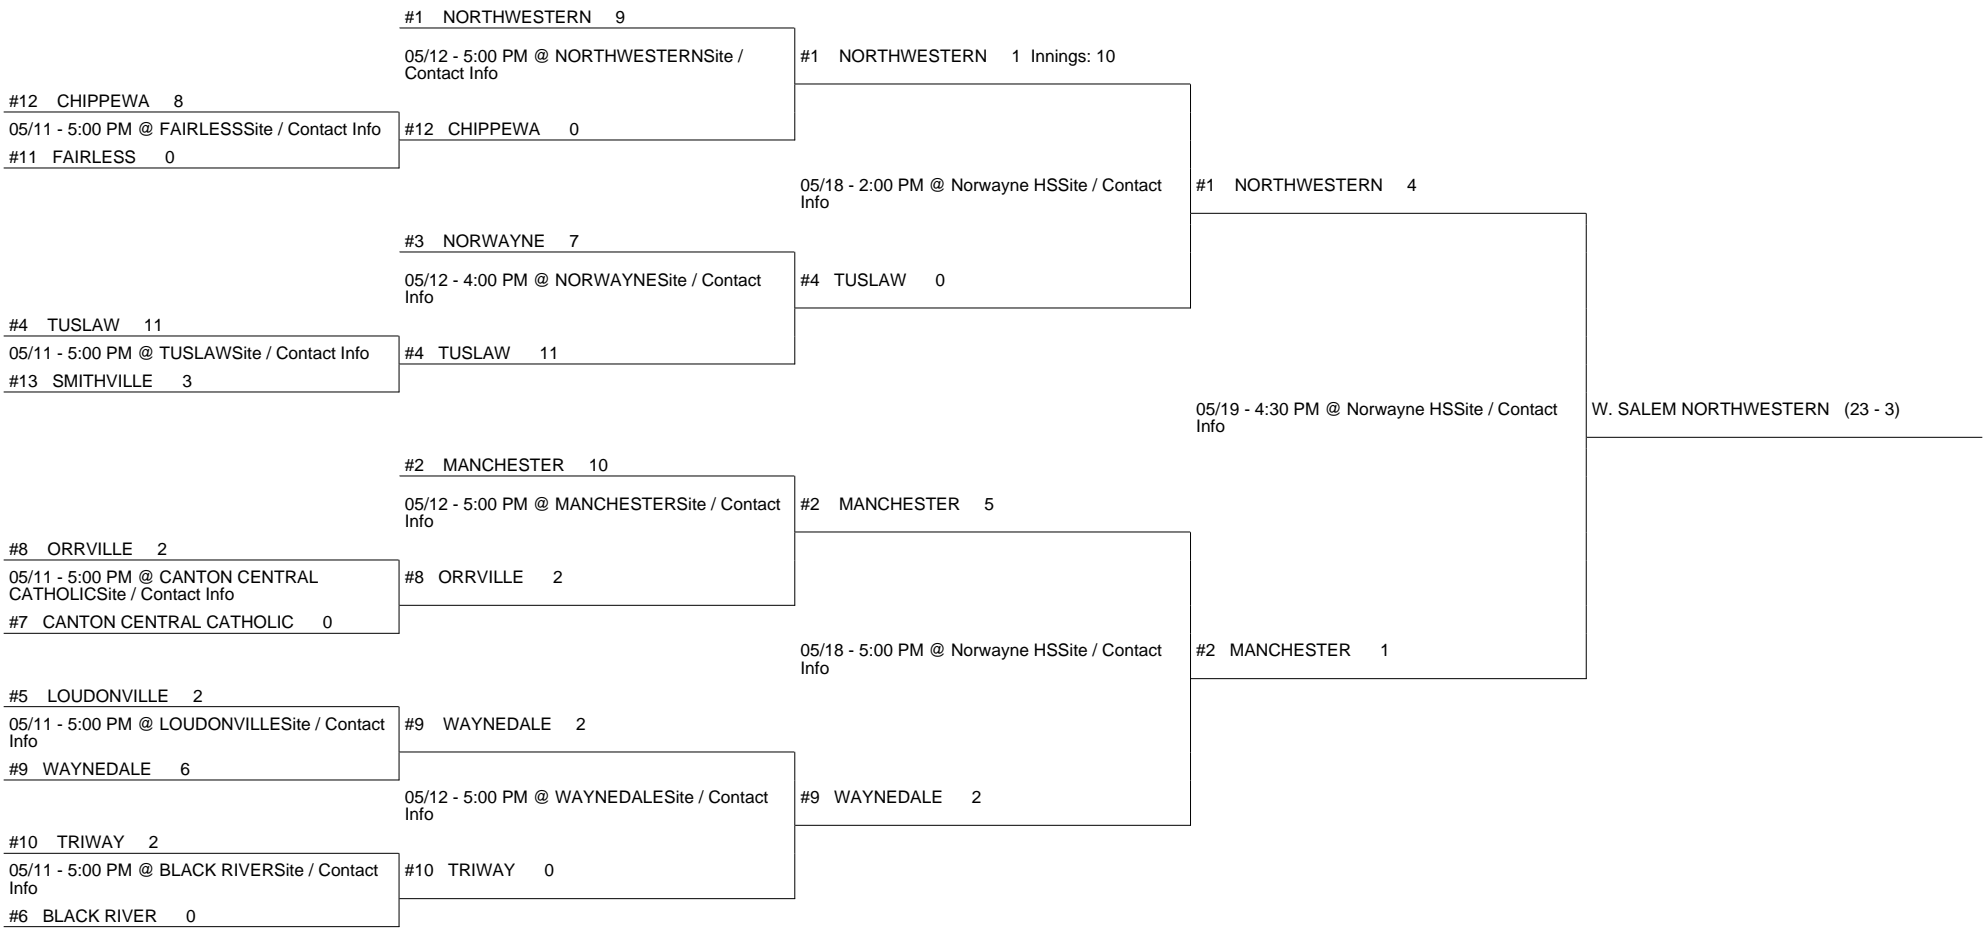 #1 NORTHWESTERN 9
05/12 - 5:00 PM @ NORTHWESTERNSite /
Contact Info
#1 NORTHWESTERN 1 Innings: 10
#12 CHIPPEWA 8
05/11 - 5:00 PM @ FAIRLESSSite / Contact Info
#12 CHIPPEWA 0
#11 FAIRLESS 0
05/18 - 2:00 PM @ Norwayne HSSite / Contact
Info
#1 NORTHWESTERN 4
#3 NORWAYNE 7
05/12 - 4:00 PM @ NORWAYNESite / Contact
Info
#4 TUSLAW 0
#4 TUSLAW 11
05/11 - 5:00 PM @ TUSLAWSite / Contact Info
#4 TUSLAW 11
#13 SMITHVILLE 3
05/19 - 4:30 PM @ Norwayne HSSite / Contact
Info
W. SALEM NORTHWESTERN (23 - 3)
#2 MANCHESTER 10
05/12 - 5:00 PM @ MANCHESTERSite / Contact
Info
#2 MANCHESTER 5
#8 ORRVILLE 2
05/11 - 5:00 PM @ CANTON CENTRAL
CATHOLICSite / Contact Info
#8 ORRVILLE 2
#7 CANTON CENTRAL CATHOLIC 0
05/18 - 5:00 PM @ Norwayne HSSite / Contact
Info
#2 MANCHESTER 1
#5 LOUDONVILLE 2
05/11 - 5:00 PM @ LOUDONVILLESite / Contact
Info
#9 WAYNEDALE 2
#9 WAYNEDALE 6
05/12 - 5:00 PM @ WAYNEDALESite / Contact
Info
#9 WAYNEDALE 2
#10 TRIWAY 2
05/11 - 5:00 PM @ BLACK RIVERSite / Contact
Info
#10 TRIWAY 0
#6 BLACK RIVER 0